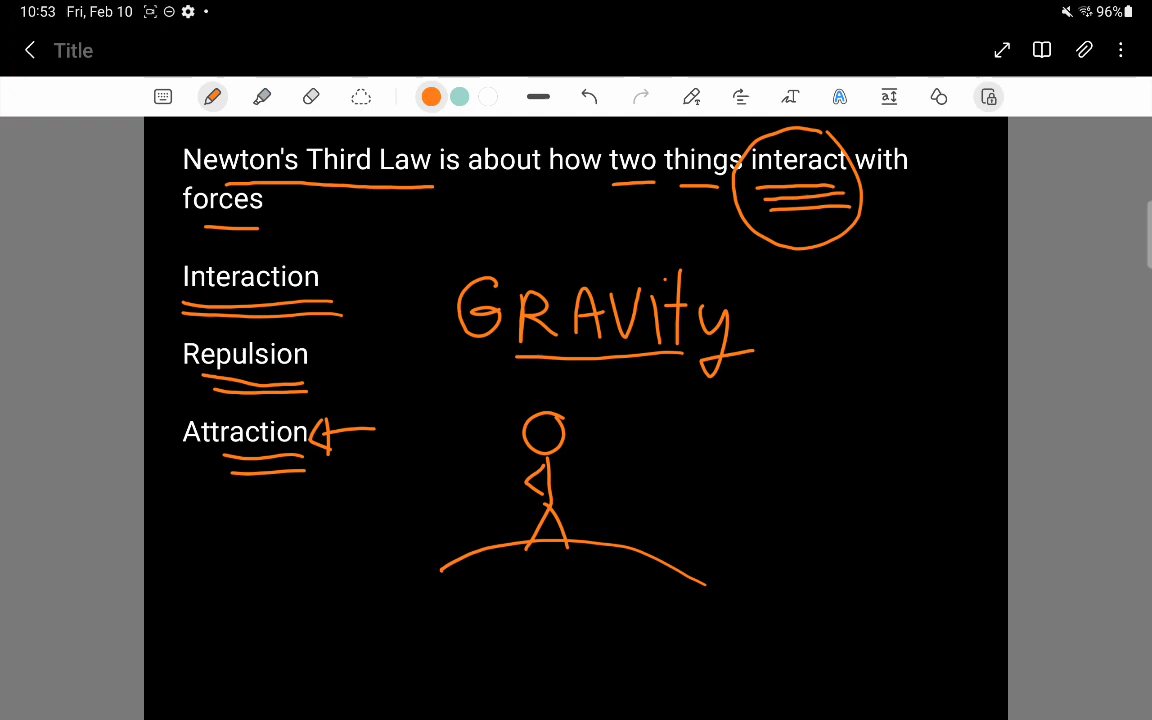 10:53 Fri, Feb 10
96%
Title
Newton's Third Law is about how two things interact with
forces
Interaction
GRAVity
Repulsion
Attraction